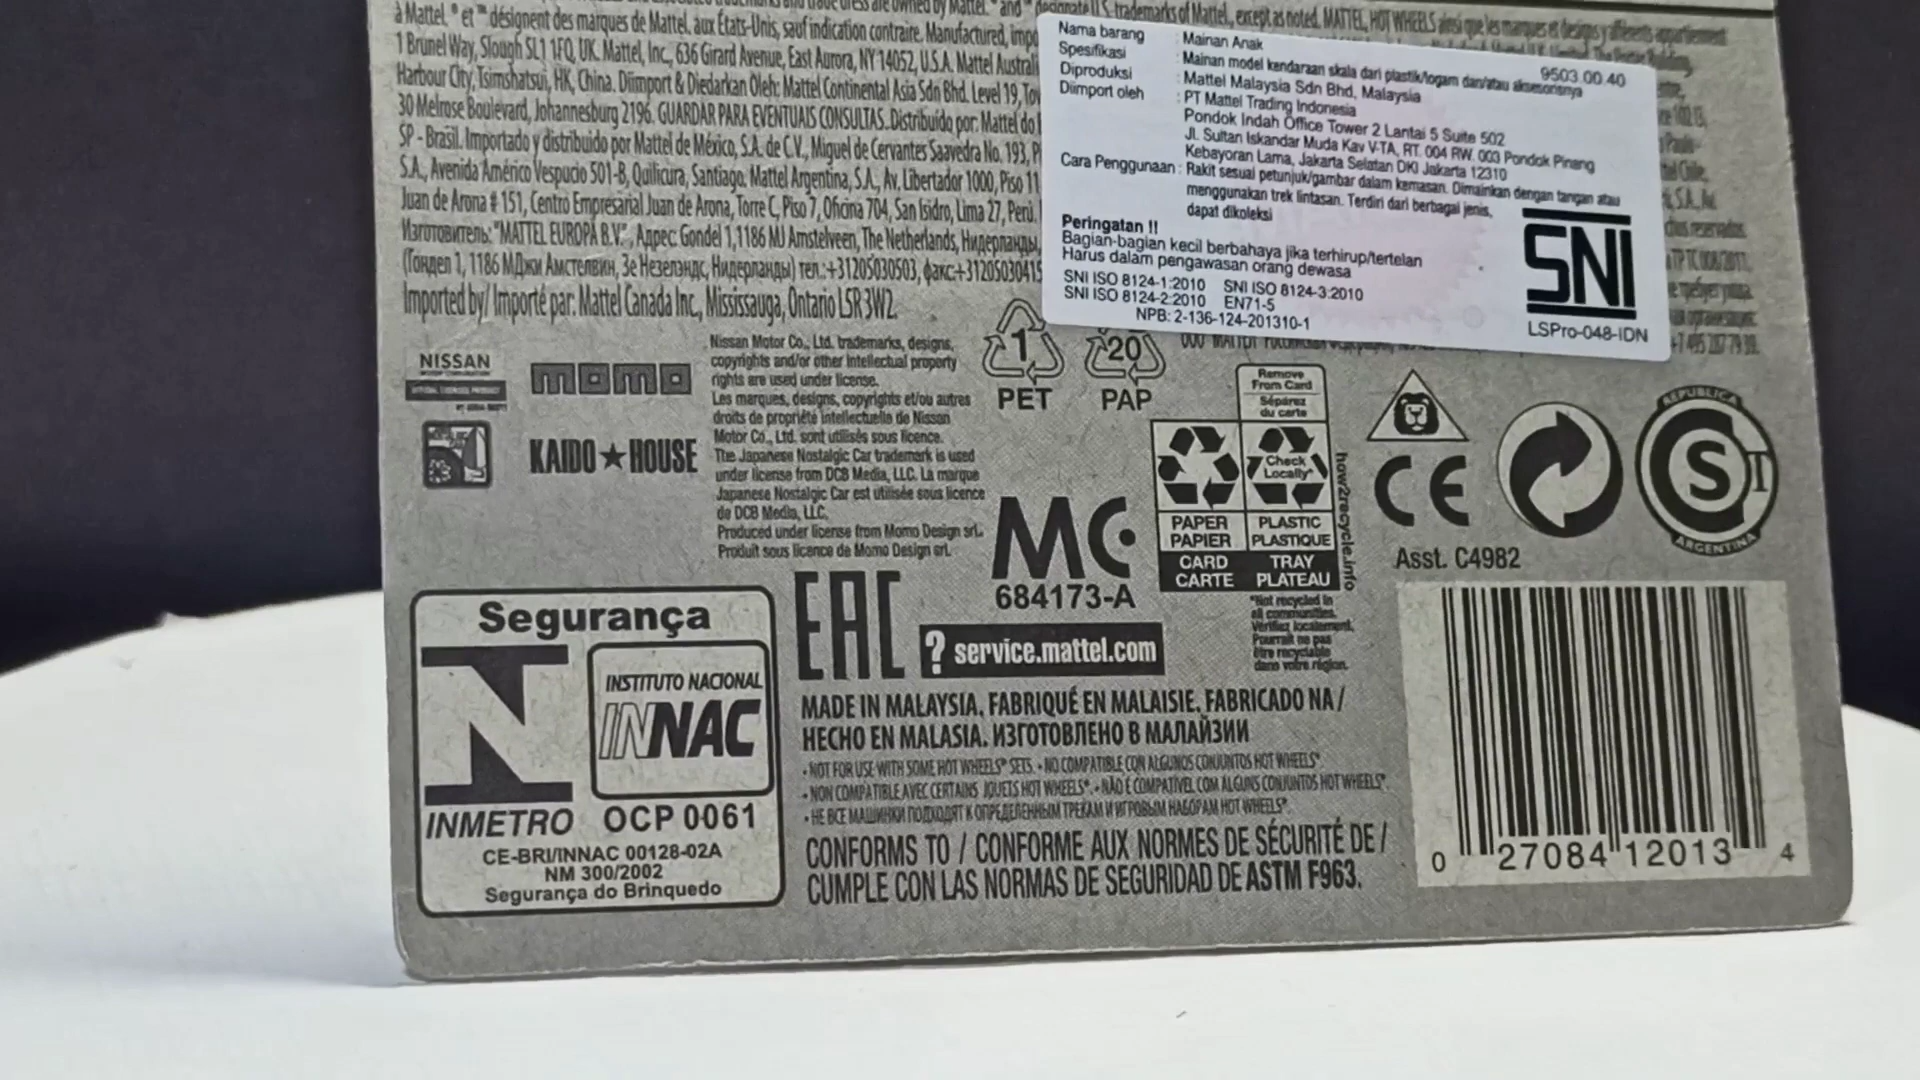 à Mattel. ® et ™ désignent des marques de Mattel, aux États-Unis, sauf indication contraire. Manufactured,
1 Brunel Way, Slough SL1 1FQ, UK. Mattel, Inc., 636 Girard Avenue, East Aurora, NY 14052, U.S.A. Mattel
Harbour City, Tsimshatsui, HK, China. Diimport & Diedarkan Oleh: Mattel Continental Asia Sdn Bhd. Level 19,
30 Melrose Boulevard, Johannesburg 2196. GUARDAR PARA EVENTUAIS CONSULTAS. Distribuido por: Mattel do
SP - Brasil. Importado y distribuido por Mattel de México, S.A. de C.V., Miguel de Cervantes Saavedra No. 193,
S.A., Avenida Américo Vespucio 501-B, Quilicura, Santiago. Mattel Argentina, S.A., Av. Libertador 1000, Piso 11
Juan de Arona # 151, Centro Empresarial Juan de Arona, Torre C, Piso 7, Oficina 704, San Isidro, Lima 27, Perú.
Изготовитель: "MATTEL EUROPA B.V.", Адрес: Gondel 1, 1186 MJ Amstelveen, The Netherlands, Нидерланды,
(Гондел 1, 1186 МДжи Амстелвин, Зе Незелэндс, Нидерланды) тел.:+31205030503, факс:+3120503041
Imported by/ Importé par: Mattel Canada Inc., Mississauga, Ontario L5R 3W2.
Nama barang : Mainan Anak 9503.00.40
Spesifikasi : Mainan model kendaraan skala dari plastik/logam dan/atau aksesorisnya
Diproduksi : Mattel Malaysia Sdn Bhd, Malaysia
Diimport oleh : PT Mattel Trading Indonesia
Pondok Indah Office Tower 2 Lantai 5 Suite 502
Jl. Sultan Iskandar Muda Kav V-TA, RT. 004 RW. 003 Pondok Pinang
Kebayoran Lama, Jakarta Selatan DKI Jakarta 12310
Cara Penggunaan : Rakit sesuai petunjuk/gambar dalam kemasan. Dimainkan dengan tangan atau
menggunakan trek lintasan. Terdiri dari berbagai jenis,
dapat dikoleksi
Peringatan !!
Bagian-bagian kecil berbahaya jika terhirup/tertelan
Harus dalam pengawasan orang dewasa
SNI ISO 8124-1:2010 SNI ISO 8124-3:2010
SNI ISO 8124-2:2010 EN71-5
NPB: 2-136-124-201310-1
SNI
LSPro-048-IDN
NISSAN
momo
KAIDO★HOUSE
Nissan Motor Co., Ltd. trademarks, designs,
copyrights and/or other intellectual property
rights are used under license.
Les marques, designs, copyrights et/ou autres
droits de propriété intellectuelle de Nissan
Motor Co., Ltd. sont utilisés sous licence.
The Japanese Nostalgic Car trademark is used
under license from DCB Media, LLC. La marque
Japanese Nostalgic Car est utilisée sous licence
de DCB Media, LLC.
Produced under license from Momo Design srl.
Produit sous licence de Momo Design srl.
1
PET
20
PAP
Remove
From Card
Séparez
du carte
Check
Locally*
PAPER
PAPIER
PLASTIC
PLASTIQUE
CARD
CARTE
TRAY
PLATEAU
how2recycle.info
*Not recycled in
all communities.
Vérifiez localement.
Pourrait ne pas
être recyclable
dans votre région.
CE
REPUBLICA
S
ARGENTINA
MC
684173-A
EAC
? service.mattel.com
Asst. C4982
Segurança
INSTITUTO NACIONAL
INNAC
INMETRO OCP 0061
CE-BRI/INNAC 00128-02A
NM 300/2002
Segurança do Brinquedo
MADE IN MALAYSIA. FABRIQUÉ EN MALAISIE. FABRICADO NA /
HECHO EN MALASIA. ИЗГОТОВЛЕНО В МАЛАЙЗИИ
• NOT FOR USE WITH SOME HOT WHEELS® SETS. • NO COMPATIBLE CON ALGUNOS CONJUNTOS HOT WHEELS®.
• NON COMPATIBLE AVEC CERTAINS JOUETS HOT WHEELS®. • NÃO É COMPATÍVEL COM ALGUNS CONJUNTOS HOT WHEELS®.
• НЕ ВСЕ МАШИНКИ ПОДХОДЯТ К ОПРЕДЕЛЕННЫМ ТРЕКАМ И ИГРОВЫМ НАБОРАМ HOT WHEELS®.
CONFORMS TO / CONFORME AUX NORMES DE SÉCURITÉ DE /
CUMPLE CON LAS NORMAS DE SEGURIDAD DE ASTM F963.
0 27084 12013 4